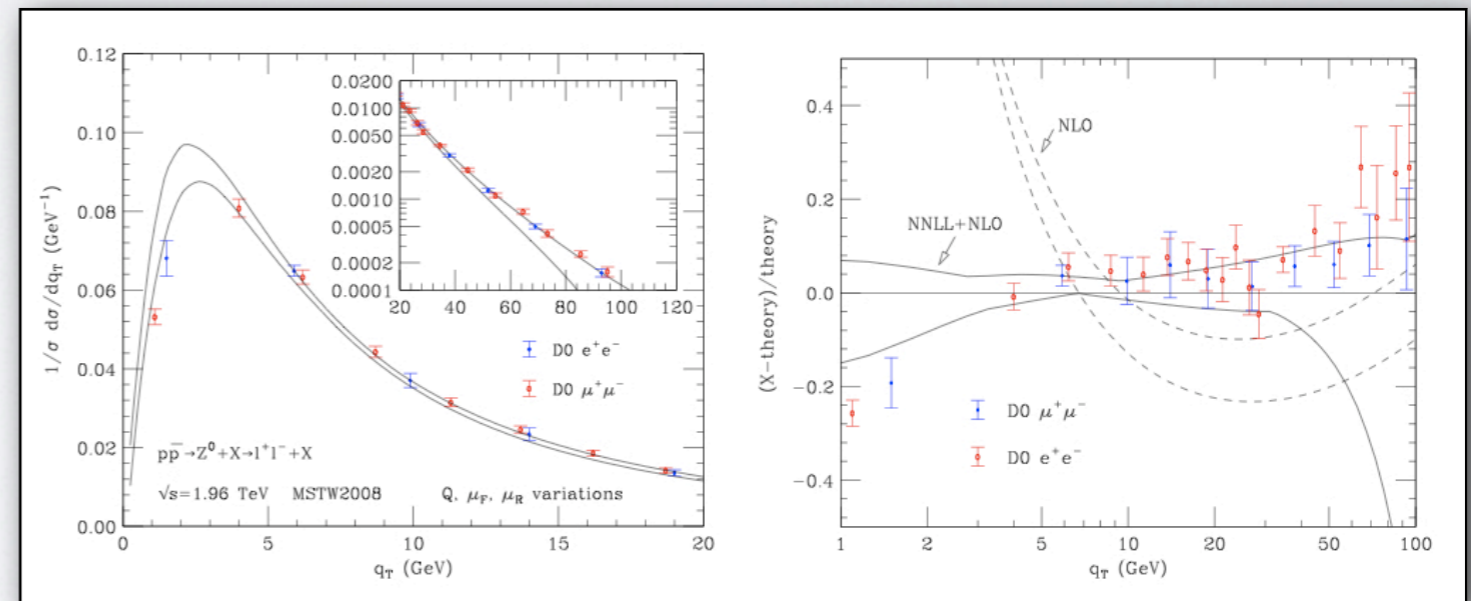 0.12
0.10
0.08
0.06
0.04
0.02
0.00
1/σ dσ/dq_T (GeV⁻¹)
0 5 10 15 20
q_T (GeV)
0.0200
0.0100
0.0050
0.0020
0.0010
0.0005
0.0002
0.0001
20 40 60 80 100 120
D0 e⁺e⁻
D0 μ⁺μ⁻
pp̅→Z⁰+X→l⁺l⁻+X
√s=1.96 TeV MSTW2008 Q, μ_F, μ_R variations
0.4
0.2
0.0
−0.2
−0.4
(X−theory)/theory
NLO
NNLL+NLO
D0 μ⁺μ⁻
D0 e⁺e⁻
1 2 5 10 20 50 100
q_T (GeV)